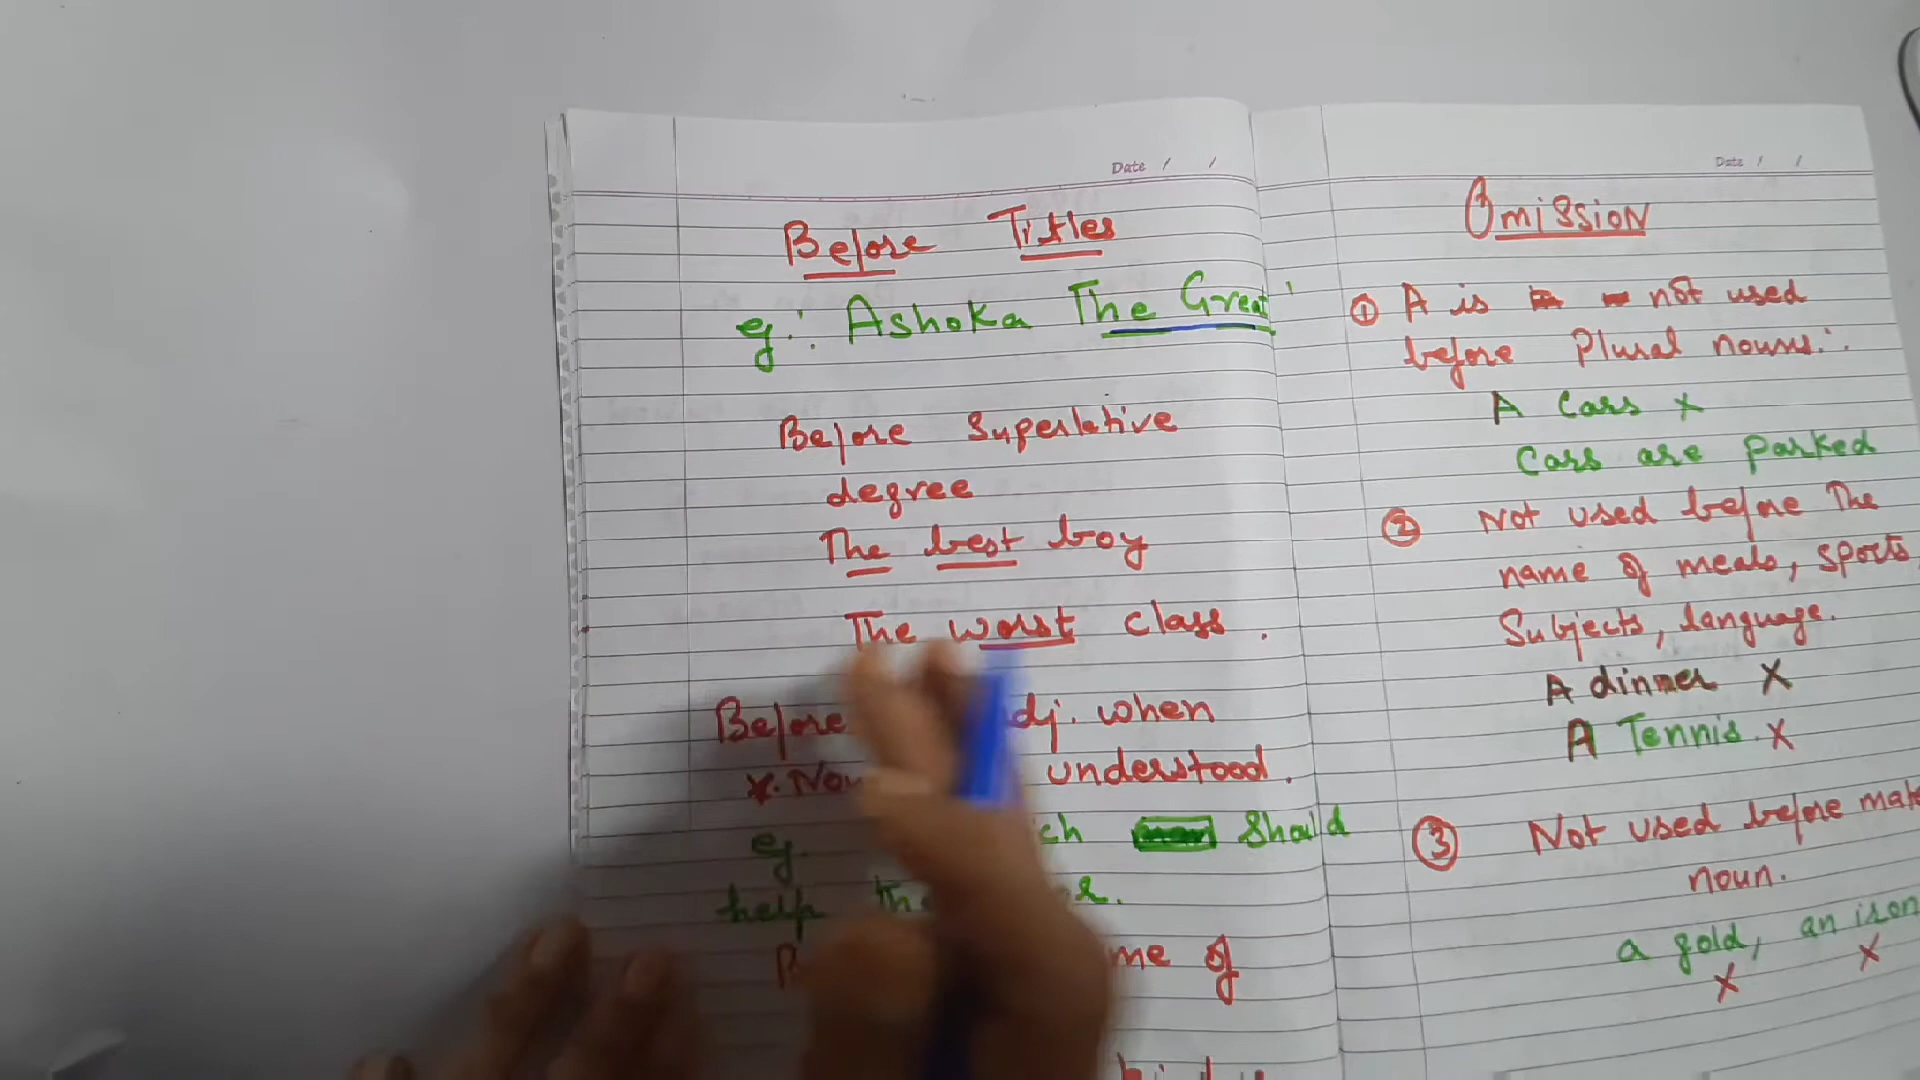 Date / /
Before Titles
eg: Ashoka The Great
Before Superlative
degree
The best boy
The worst class.
Before adj. when
understood.
eg. Should
help
me of
Date / /
Omission
① A is not used
before Plural nouns:
A Cars x
Cars are parked
② Not used before The
name of meals, sports
Subjects, language.
A dinner X
A Tennis. X
③ Not used before
noun.
a gold, an iron
X X